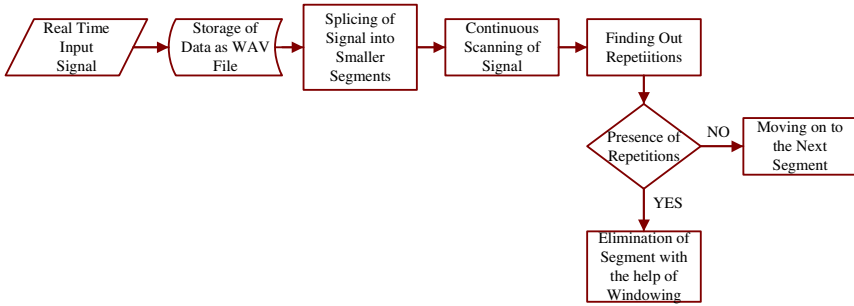 Real Time
Input
Signal
Storage of
Data as WAV
File
Splicing of
Signal into
Smaller
Segments
Continuous
Scanning of
Signal
Finding Out
Repetiitions
Presence of
Repetitions
NO
Moving on to
the Next
Segment
YES
Elimination of
Segment with
the help of
Windowing